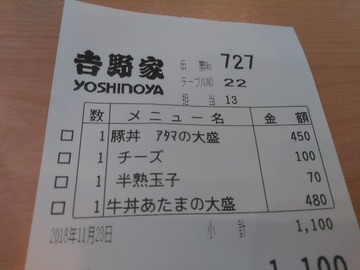 吉野家 伝票No 727
YOSHINOYA テーブルNO 22
担当 13
数 メニュー名 金額
1 豚丼 アタマの大盛 450
1 チーズ 100
1 半熟玉子 70
1 牛丼あたまの大盛 480
2018年11月23日 小計 1,100
1,100